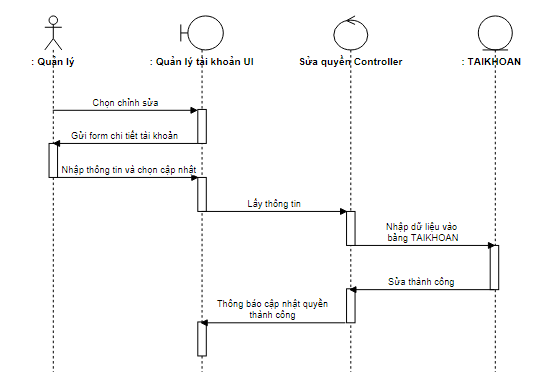 : Quản lý
: Quản lý tài khoản UI
Sửa quyền Controller
: TAIKHOAN
Chọn chỉnh sửa
Gửi form chi tiết tài khoản
Nhập thông tin và chọn cập nhật
Lấy thông tin
Nhập dữ liệu vào
bảng TAIKHOAN
Sửa thành công
Thông báo cập nhật quyền
thành công